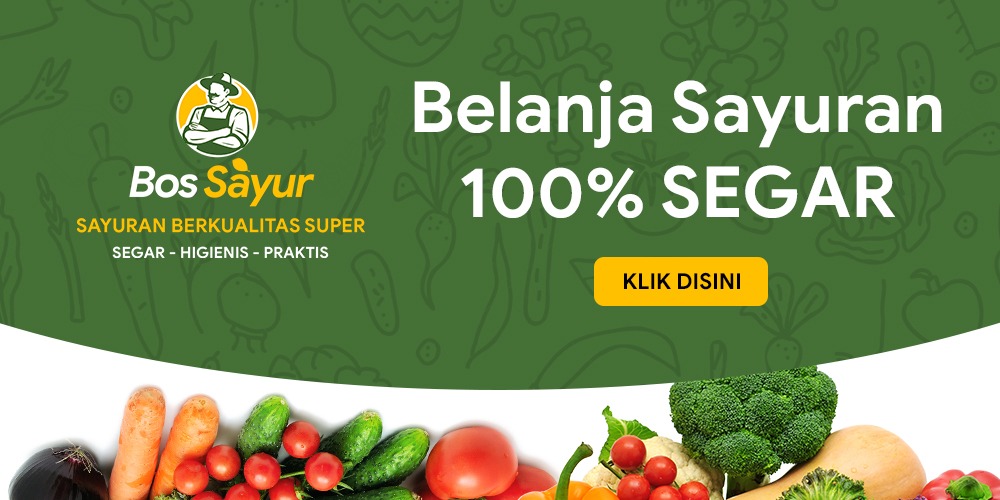 Bos Sayur
SAYURAN BERKUALITAS SUPER
SEGAR - HIGIENIS - PRAKTIS
Belanja Sayuran
100% SEGAR
KLIK DISINI